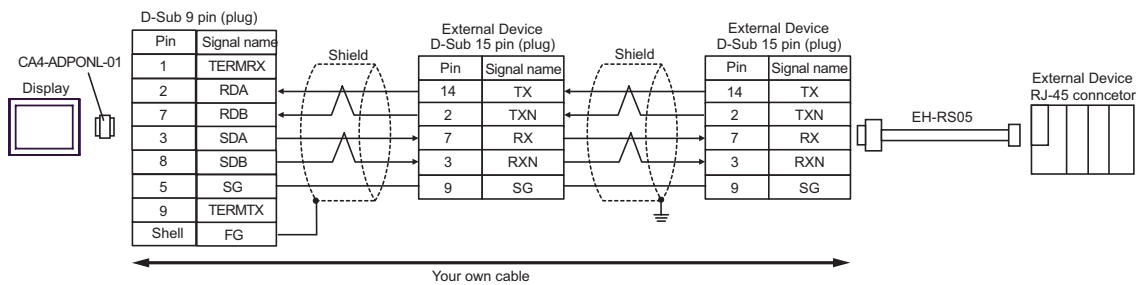 D-Sub 9 pin (plug)
Pin Signal name
1 TERMRX
2 RDA
7 RDB
3 SDA
8 SDB
5 SG
9 TERMTX
Shell FG
CA4-ADPONL-01
Display
Shield
External Device
D-Sub 15 pin (plug)
Pin Signal name
14 TX
2 TXN
7 RX
3 RXN
9 SG
Shield
External Device
D-Sub 15 pin (plug)
Pin Signal name
14 TX
2 TXN
7 RX
3 RXN
9 SG
EH-RS05
External Device
RJ-45 conncetor
Your own cable